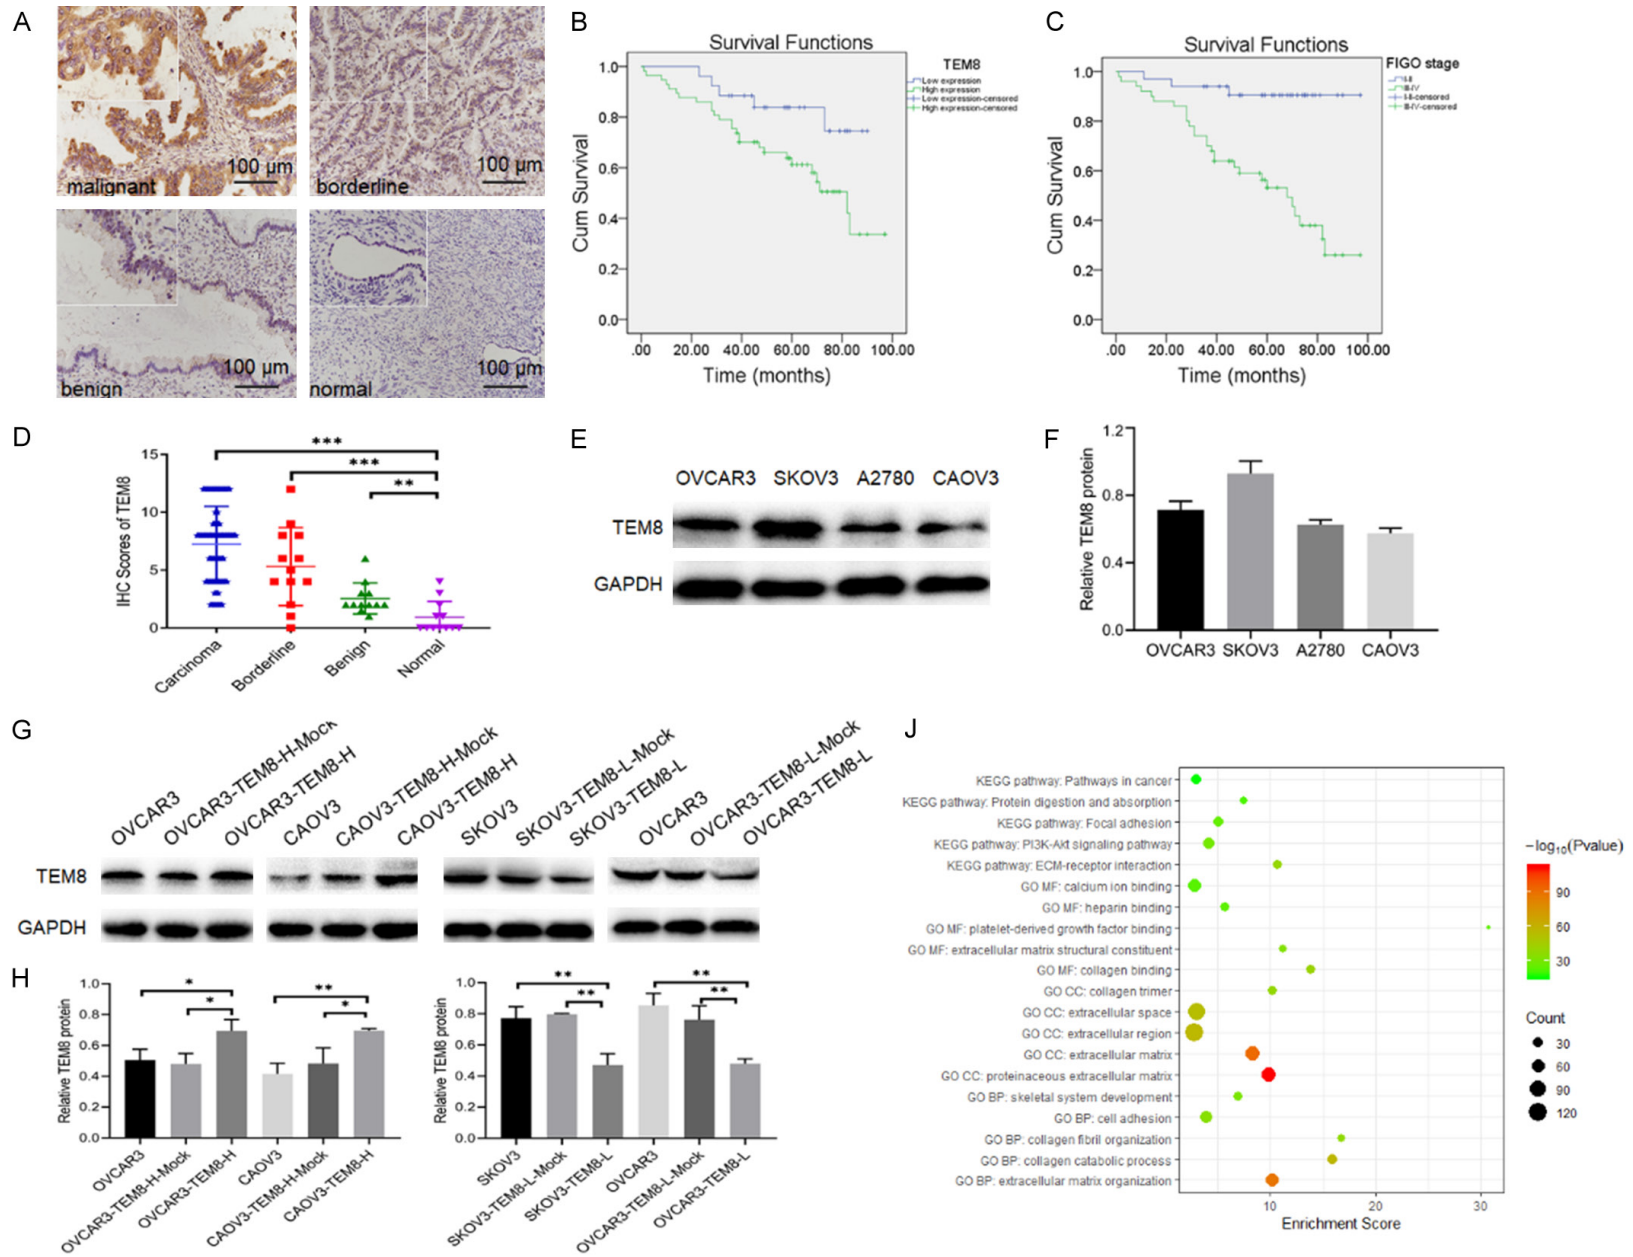 A
malignant
100 μm
borderline
100 μm
benign
100 μm
normal
100 μm
B
Survival Functions
Cum Survival
1.0
0.8
0.6
0.4
0.2
0.0
.00 20.00 40.00 60.00 80.00 100.00
Time (months)
TEM8
Low expression
High expression
Low expression-censored
High expression-censored
C
Survival Functions
Cum Survival
1.0
0.8
0.6
0.4
0.2
0.0
.00 20.00 40.00 60.00 80.00 100.00
Time (months)
FIGO stage
I-II
III-IV
I-II-censored
III-IV-censored
D
IHC Scores of TEM8
15
10
5
0
***
***
**
Carcinoma
Borderline
Benign
Normal
E
OVCAR3 SKOV3 A2780 CAOV3
TEM8
GAPDH
F
Relative TEM8 protein
1.2
0.8
0.4
0.0
OVCAR3 SKOV3 A2780 CAOV3
G
OVCAR3
OVCAR3-TEM8-H-Mock
OVCAR3-TEM8-H
CAOV3
CAOV3-TEM8-H-Mock
CAOV3-TEM8-H
SKOV3
SKOV3-TEM8-L-Mock
SKOV3-TEM8-L
OVCAR3
OVCAR3-TEM8-L-Mock
OVCAR3-TEM8-L
TEM8
GAPDH
H
Relative TEM8 protein
1.0
0.8
0.6
0.4
0.2
0.0
*
*
**
*
OVCAR3
OVCAR3-TEM8-H-Mock
OVCAR3-TEM8-H
CAOV3
CAOV3-TEM8-H-Mock
CAOV3-TEM8-H
Relative TEM8 protein
1.0
0.8
0.6
0.4
0.2
0.0
**
**
**
**
SKOV3
SKOV3-TEM8-L-Mock
SKOV3-TEM8-L
OVCAR3
OVCAR3-TEM8-L-Mock
OVCAR3-TEM8-L
J
KEGG pathway: Pathways in cancer
KEGG pathway: Protein digestion and absorption
KEGG pathway: Focal adhesion
KEGG pathway: PI3K-Akt signaling pathway
KEGG pathway: ECM-receptor interaction
GO MF: calcium ion binding
GO MF: heparin binding
GO MF: platelet-derived growth factor binding
GO MF: extracellular matrix structural constituent
GO MF: collagen binding
GO CC: collagen trimer
GO CC: extracellular space
GO CC: extracellular region
GO CC: extracellular matrix
GO CC: proteinaceous extracellular matrix
GO BP: skeletal system development
GO BP: cell adhesion
GO BP: collagen fibril organization
GO BP: collagen catabolic process
GO BP: extracellular matrix organization
10 20 30
Enrichment Score
−log₁₀(Pvalue)
90
60
30
Count
30
60
90
120